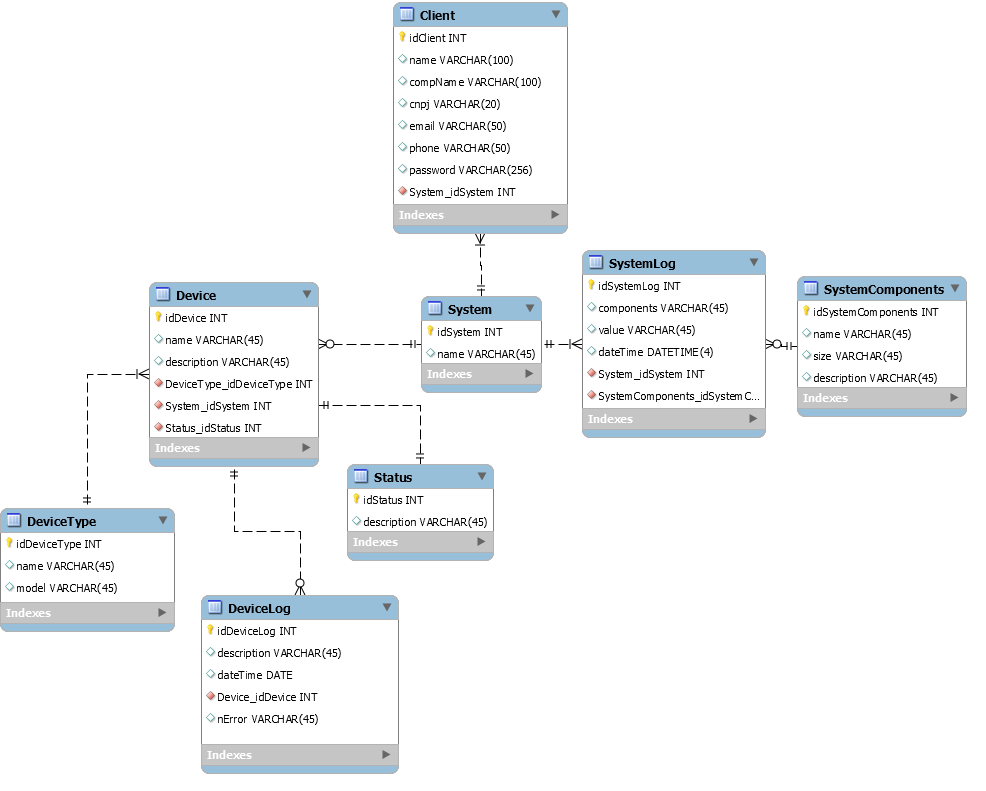 Client
idClient INT
name VARCHAR(100)
compName VARCHAR(100)
cnpj VARCHAR(20)
email VARCHAR(50)
phone VARCHAR(50)
password VARCHAR(256)
System_idSystem INT
Indexes
Device
idDevice INT
name VARCHAR(45)
description VARCHAR(45)
DeviceType_idDeviceType INT
System_idSystem INT
Status_idStatus INT
Indexes
System
idSystem INT
name VARCHAR(45)
Indexes
SystemLog
idSystemLog INT
components VARCHAR(45)
value VARCHAR(45)
dateTime DATETIME(4)
System_idSystem INT
SystemComponents_idSystemC...
Indexes
SystemComponents
idSystemComponents INT
name VARCHAR(45)
size VARCHAR(45)
description VARCHAR(45)
Indexes
Status
idStatus INT
description VARCHAR(45)
Indexes
DeviceType
idDeviceType INT
name VARCHAR(45)
model VARCHAR(45)
Indexes
DeviceLog
idDeviceLog INT
description VARCHAR(45)
dateTime DATE
Device_idDevice INT
nError VARCHAR(45)
Indexes